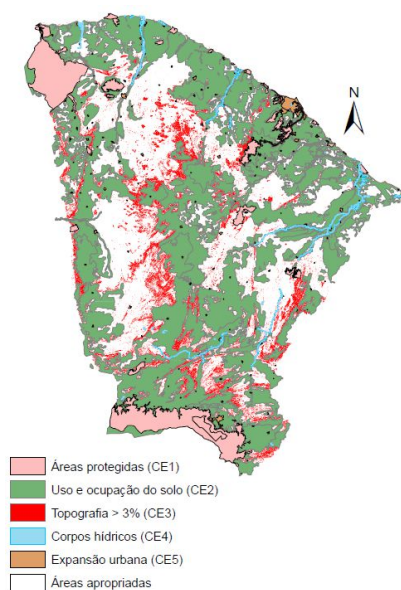 N
Áreas protegidas (CE1)
Uso e ocupação do solo (CE2)
Topografia > 3% (CE3)
Corpos hídricos (CE4)
Expansão urbana (CE5)
Áreas apropriadas